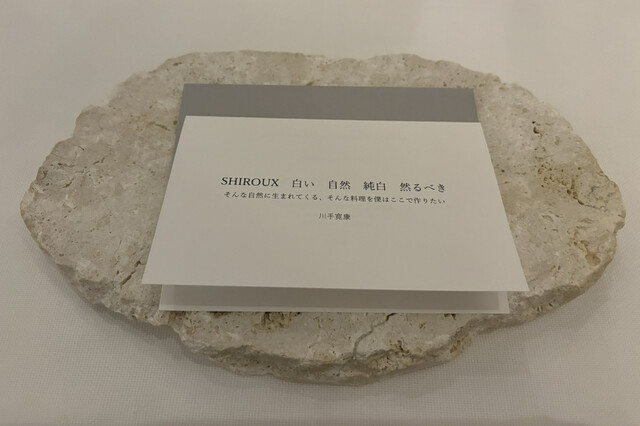 SHIROUX　白い　自然　純白　然るべき
そんな自然に生まれてくる、そんな料理を僕はここで作りたい
川手寛康